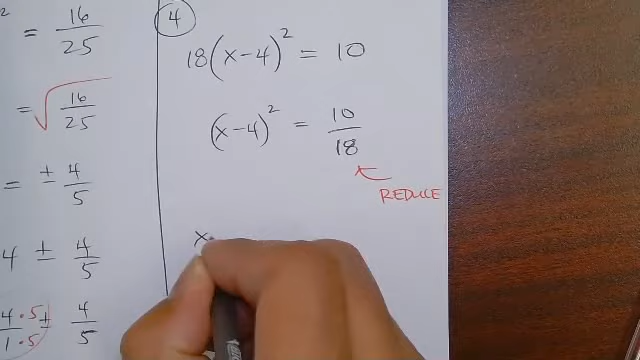 ² = 16/25
= √16/25
= ± 4/5
4 ± 4/5
4/1 ·5/·5 ± 4/5
④
18(x-4)² = 10
(x-4)² = 10/18
REDUCE
x